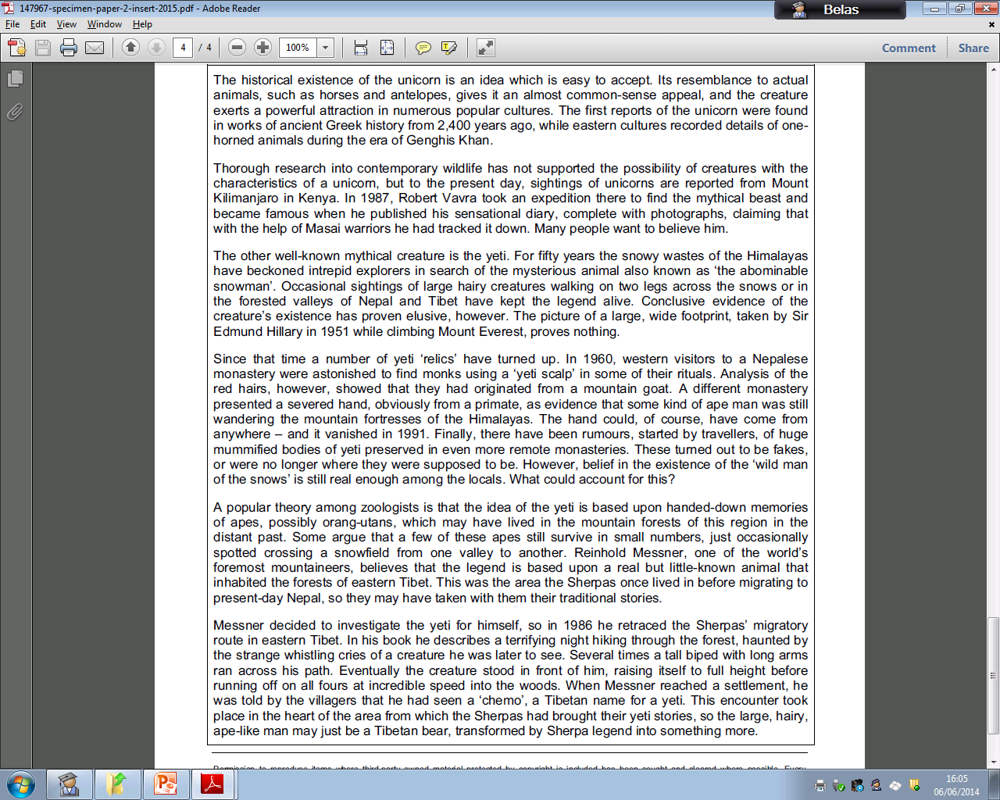 147967-specimen-paper-2-insert-2015.pdf - Adobe Reader
Belas
File Edit View Window Help
4 / 4
100%
Comment Share
The historical existence of the unicorn is an idea which is easy to accept. Its resemblance to actual
animals, such as horses and antelopes, gives it an almost common-sense appeal, and the creature
exerts a powerful attraction in numerous popular cultures. The first reports of the unicorn were found
in works of ancient Greek history from 2,400 years ago, while eastern cultures recorded details of one-
horned animals during the era of Genghis Khan.
Thorough research into contemporary wildlife has not supported the possibility of creatures with the
characteristics of a unicorn, but to the present day, sightings of unicorns are reported from Mount
Kilimanjaro in Kenya. In 1987, Robert Vavra took an expedition there to find the mythical beast and
became famous when he published his sensational diary, complete with photographs, claiming that
with the help of Masai warriors he had tracked it down. Many people want to believe him.
The other well-known mythical creature is the yeti. For fifty years the snowy wastes of the Himalayas
have beckoned intrepid explorers in search of the mysterious animal also known as ‘the abominable
snowman’. Occasional sightings of large hairy creatures walking on two legs across the snows or in
the forested valleys of Nepal and Tibet have kept the legend alive. Conclusive evidence of the
creature’s existence has proven elusive, however. The picture of a large, wide footprint, taken by Sir
Edmund Hillary in 1951 while climbing Mount Everest, proves nothing.
Since that time a number of yeti ‘relics’ have turned up. In 1960, western visitors to a Nepalese
monastery were astonished to find monks using a ‘yeti scalp’ in some of their rituals. Analysis of the
red hairs, however, showed that they had originated from a mountain goat. A different monastery
presented a severed hand, obviously from a primate, as evidence that some kind of ape man was still
wandering the mountain fortresses of the Himalayas. The hand could, of course, have come from
anywhere – and it vanished in 1991. Finally, there have been rumours, started by travellers, of huge
mummified bodies of yeti preserved in even more remote monasteries. These turned out to be fakes,
or were no longer where they were supposed to be. However, belief in the existence of the ‘wild man
of the snows’ is still real enough among the locals. What could account for this?
A popular theory among zoologists is that the idea of the yeti is based upon handed-down memories
of apes, possibly orang-utans, which may have lived in the mountain forests of this region in the
distant past. Some argue that a few of these apes still survive in small numbers, just occasionally
spotted crossing a snowfield from one valley to another. Reinhold Messner, one of the world’s
foremost mountaineers, believes that the legend is based upon a real but little-known animal that
inhabited the forests of eastern Tibet. This was the area the Sherpas once lived in before migrating to
present-day Nepal, so they may have taken with them their traditional stories.
Messner decided to investigate the yeti for himself, so in 1986 he retraced the Sherpas’ migratory
route in eastern Tibet. In his book he describes a terrifying night hiking through the forest, haunted by
the strange whistling cries of a creature he was later to see. Several times a tall biped with long arms
ran across his path. Eventually the creature stood in front of him, raising itself to full height before
running off on all fours at incredible speed into the woods. When Messner reached a settlement, he
was told by the villagers that he had seen a ‘chemo’, a Tibetan name for a yeti. This encounter took
place in the heart of the area from which the Sherpas had brought their yeti stories, so the large, hairy,
ape-like man may just be a Tibetan bear, transformed by Sherpa legend into something more.
Permission to reproduce items where third-party owned material protected by copyright is included has been sought and cleared where possible. Every
16:05
06/06/2014